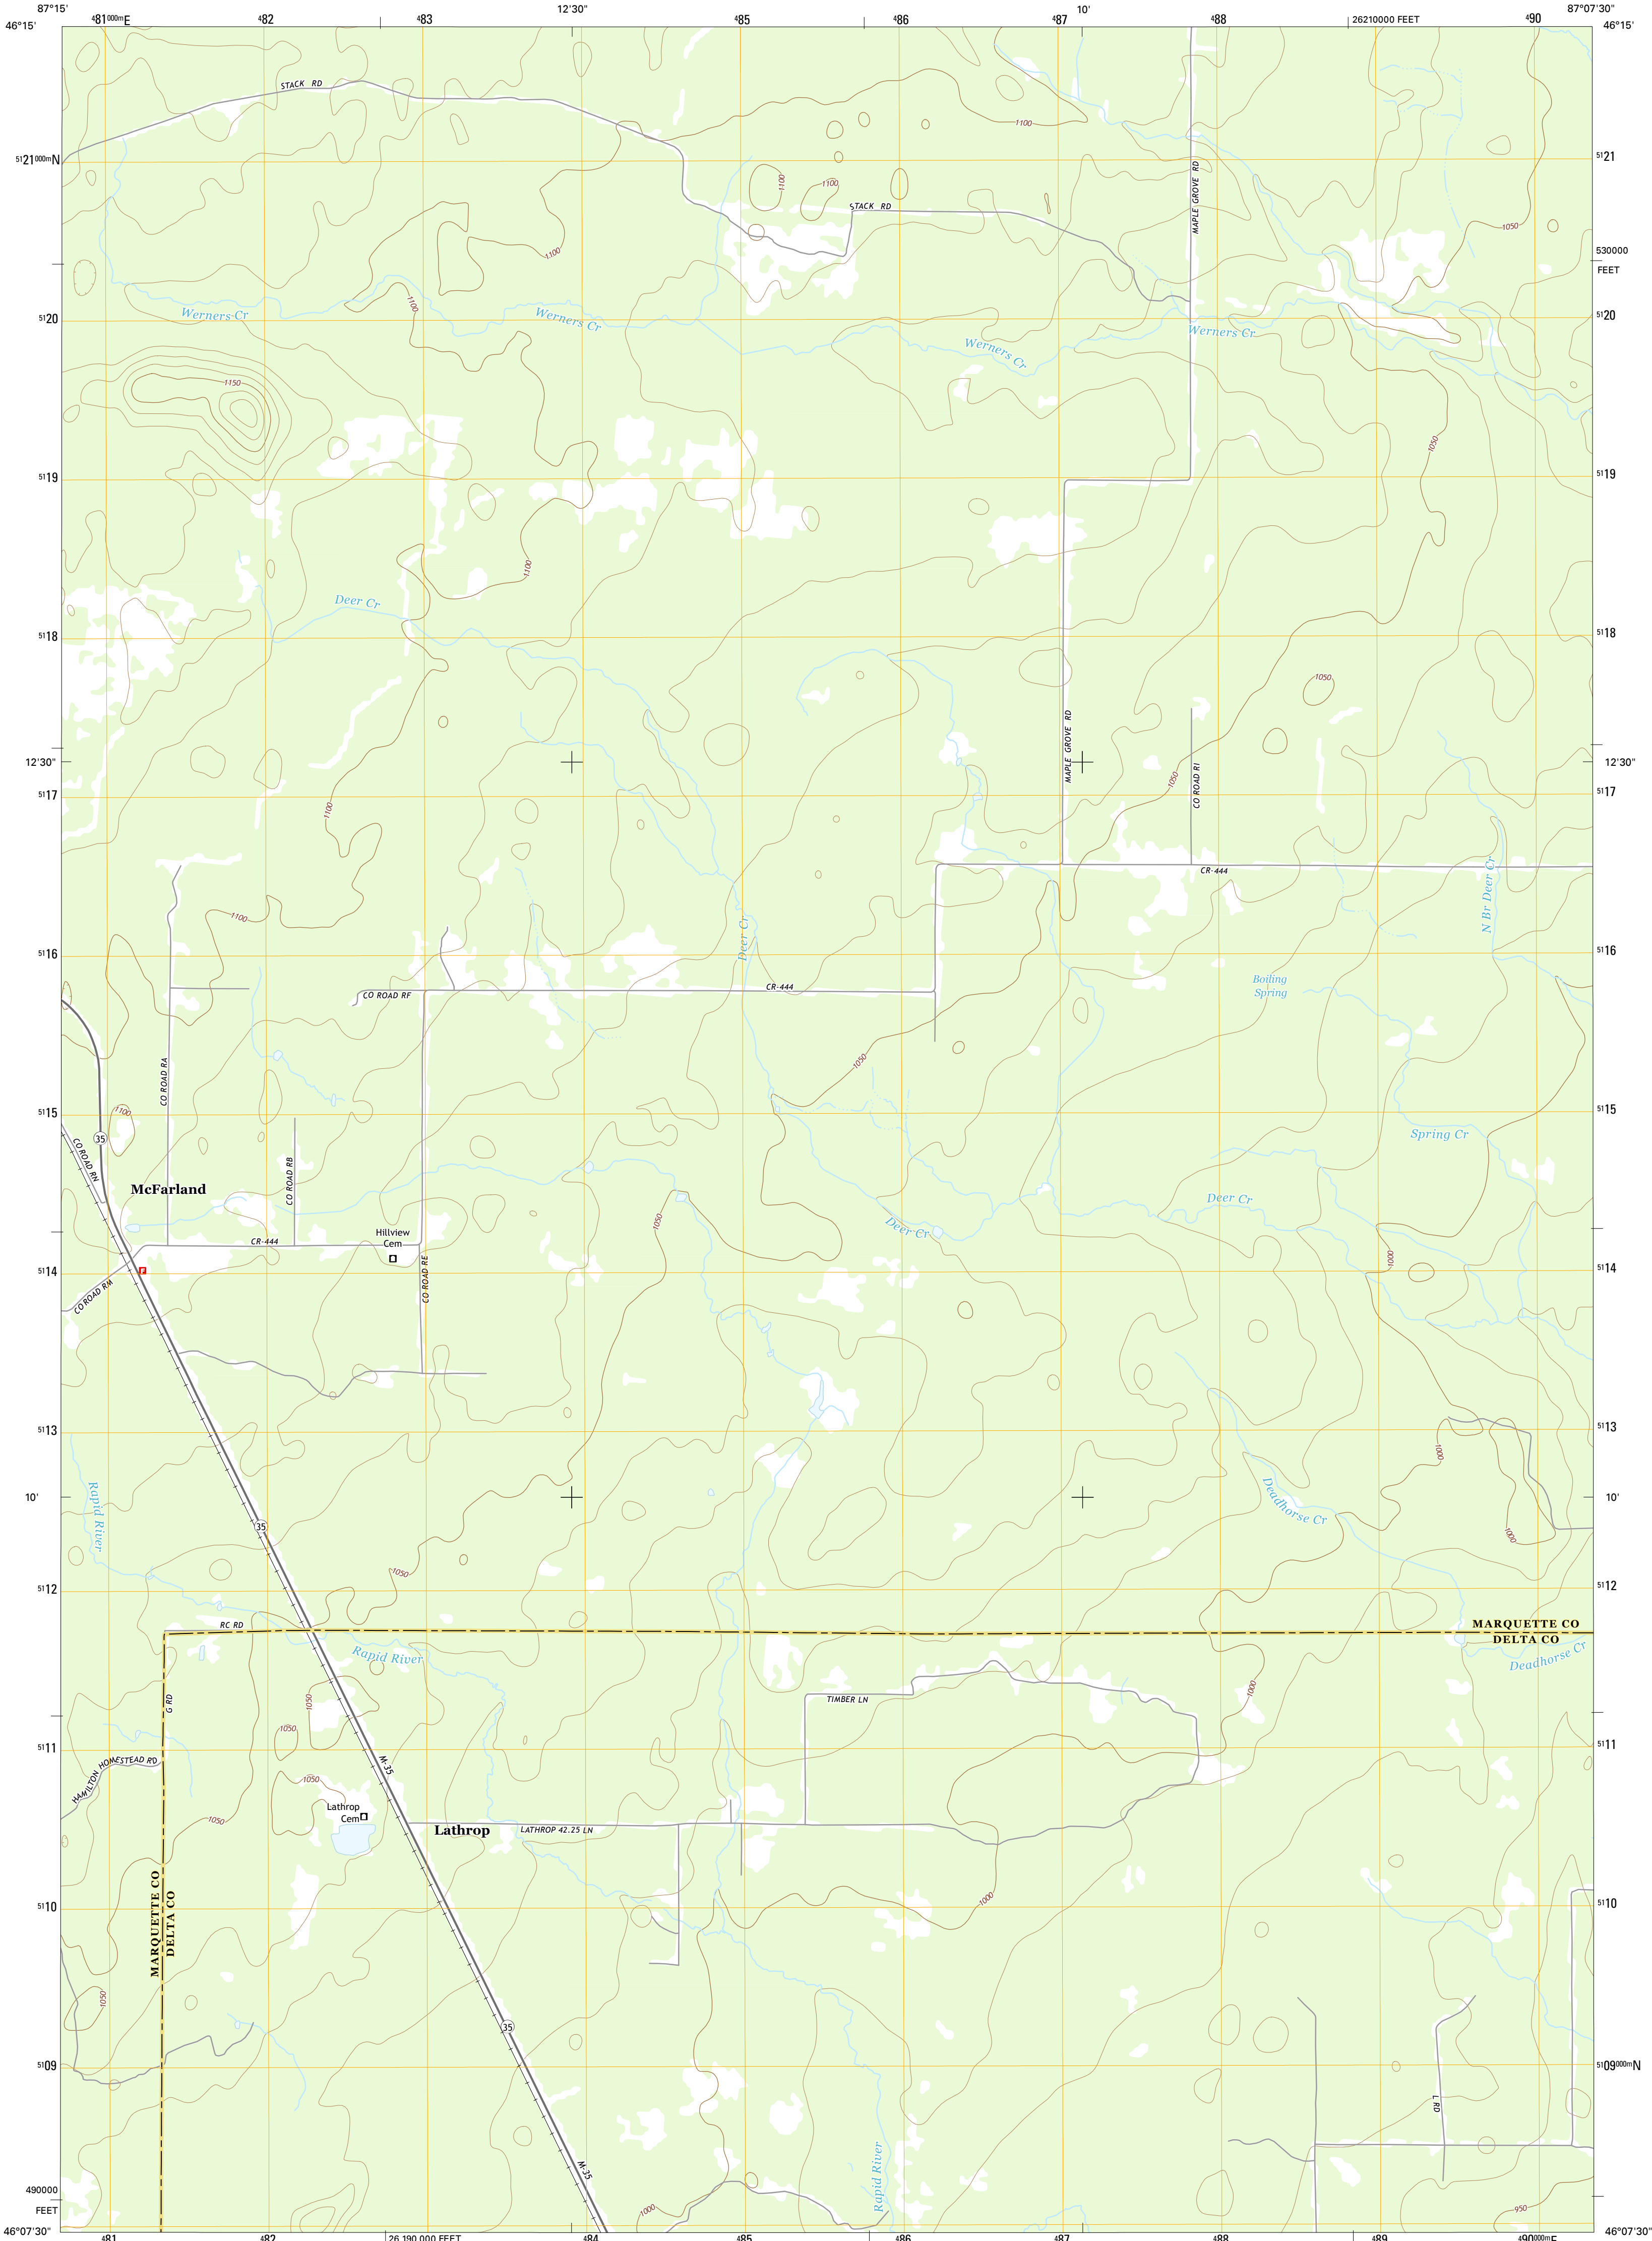 87°15' 12'30" 10' 87°07'30"
46°15' ⁴81⁰⁰⁰ᵐE ⁴82 ⁴83 ⁴85 ⁴86 ⁴87 ⁴88 26210000 FEET ⁴90 46°15'
STACK RD
1100
⁵¹21⁰⁰⁰ᵐN ⁵¹21
1100 1100
MAPLE GROVE RD
STACK RD
1050
1100
530000
FEET
1100
Werners Cr Werners Cr Werners Cr Werners Cr
⁵¹20 ⁵¹20
1150
1050
⁵¹19 ⁵¹19
1100
Deer Cr
⁵¹18 ⁵¹18
1050
MAPLE GROVE RD
12'30" 12'30"
1050
CO ROAD RI
⁵¹17 ⁵¹17
1100
CR-444
N Br Deer Cr
1100
Deer Cr
⁵¹16 ⁵¹16
Boiling
Spring
CO ROAD RF CR-444
1050
CO ROAD RA
⁵¹15 ⁵¹15
1100
35
Spring Cr
CO ROAD RN
CO ROAD RB
McFarland
Deer Cr
1050
Deer Cr
Hillview
Cem
CR-444
1000
F
CO ROAD RE
⁵¹14 ⁵¹14
CO ROAD RM
⁵¹13 ⁵¹13
1000
10' 10'
Rapid River
Deadhorse Cr
35
1000
1050
⁵¹12 ⁵¹12
RC RD
MARQUETTE CO
DELTA CO
Rapid River
Deadhorse Cr
G RD
1050
1000
TIMBER LN
1050
⁵¹11 ⁵¹11
HAMILTON HOMESTEAD RD
M-35
1050
Lathrop
Cem
1050
Lathrop
LATHROP 42.25 LN
MARQUETTE CO
DELTA CO
1000
⁵¹10 ⁵¹10
1050
35
⁵¹09 ⁵¹09⁰⁰⁰ᵐN
L RD
Rapid River
M-35
490000
FEET
1000
950
46°07'30" 46°07'30"
⁴81 ⁴82 26 190 000 FEET ⁴84 ⁴85 ⁴86 ⁴87 ⁴88 ⁴89 ⁴90⁰⁰⁰ᵐE